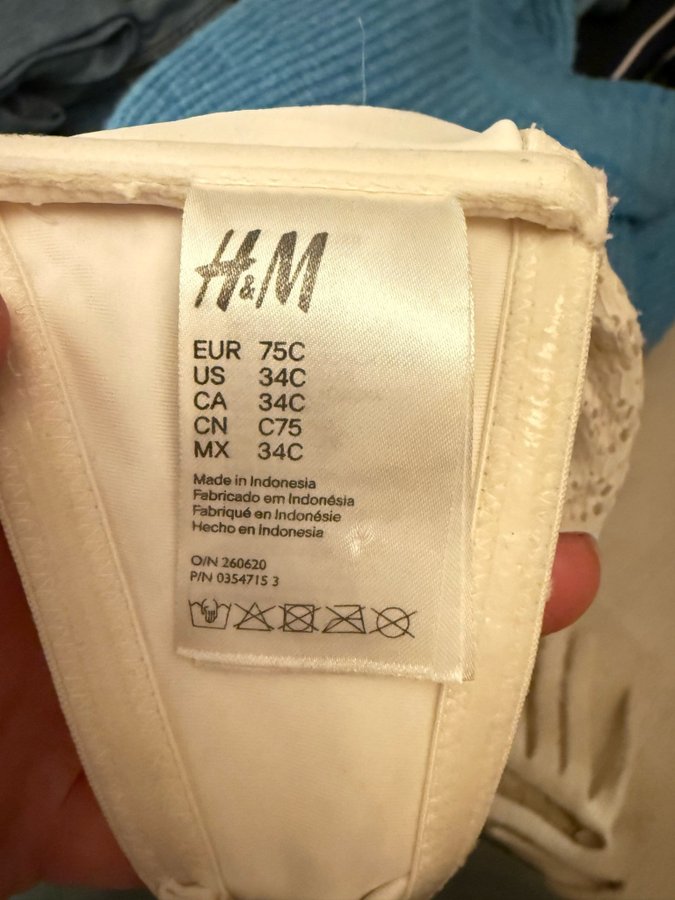 H&M
EUR 75C
US 34C
CA 34C
CN C75
MX 34C
Made in Indonesia
Fabricado em Indonésia
Fabriqué en Indonésie
Hecho en Indonesia
O/N 260620
P/N 0354715 3